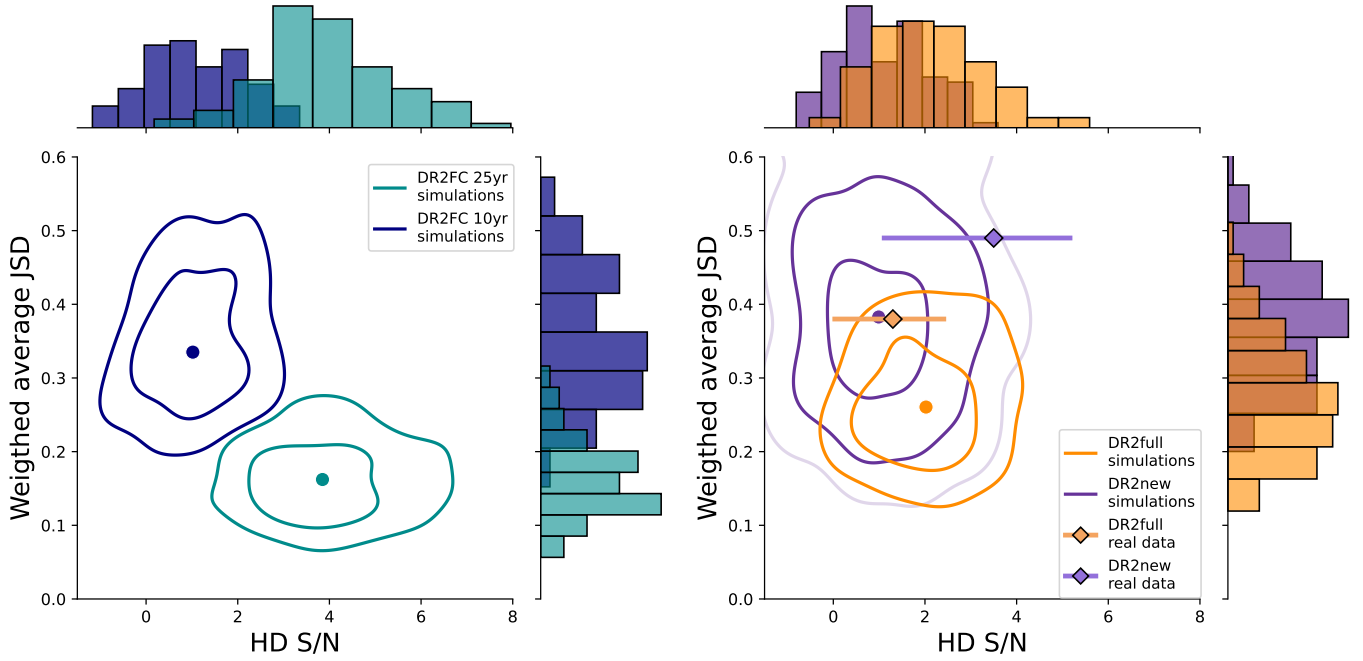 0.6
0.5
0.4
0.3
0.2
0.1
0.0
Weigthed average JSD
0
2
4
6
8
HD S/N
DR2FC 25yr
simulations
DR2FC 10yr
simulations
0.6
0.5
0.4
0.3
0.2
0.1
0.0
Weigthed average JSD
0
2
4
6
8
HD S/N
DR2full
simulations
DR2new
simulations
DR2full
real data
DR2new
real data